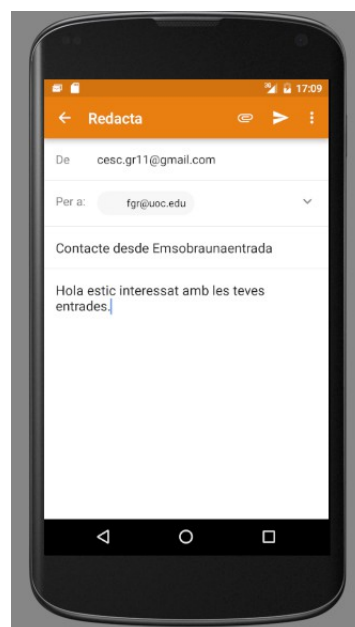 17:09
Redacta
De cesc.gr11@gmail.com
Per a: fgr@uoc.edu
Contacte desde Emsobraunaentrada
Hola estic interessat amb les teves
entrades.